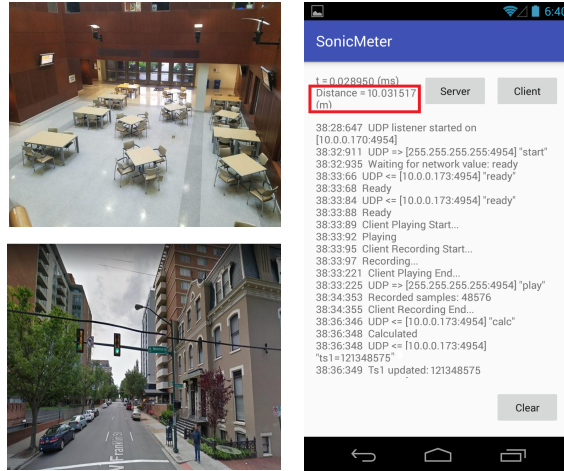 6:40
SonicMeter
t = 0.028950 (ms)
Distance = 10.031517
(m)
Server
Client
38:28:647 UDP listener started on
[10.0.0.170:4954]
38:32:911 UDP => [255.255.255.255:4954] "start"
38:32:935 Waiting for network value: ready
38:33:66 UDP <= [10.0.0.173:4954] "ready"
38:33:68 Ready
38:33:84 UDP <= [10.0.0.173:4954] "ready"
38:33:88 Ready
38:33:89 Client Playing Start...
38:33:92 Playing
38:33:95 Client Recording Start...
38:33:97 Recording...
38:33:221 Client Playing End...
38:33:225 UDP => [255.255.255.255:4954] "play"
38:34:353 Recorded samples: 48576
38:34:355 Client Recording End...
38:36:346 UDP <= [10.0.0.173:4954] "calc"
38:36:348 Calculated
38:36:348 UDP <= [10.0.0.173:4954]
"ts1=121348575"
38:36:349 Ts1 updated: 121348575
Clear
W Franklin S